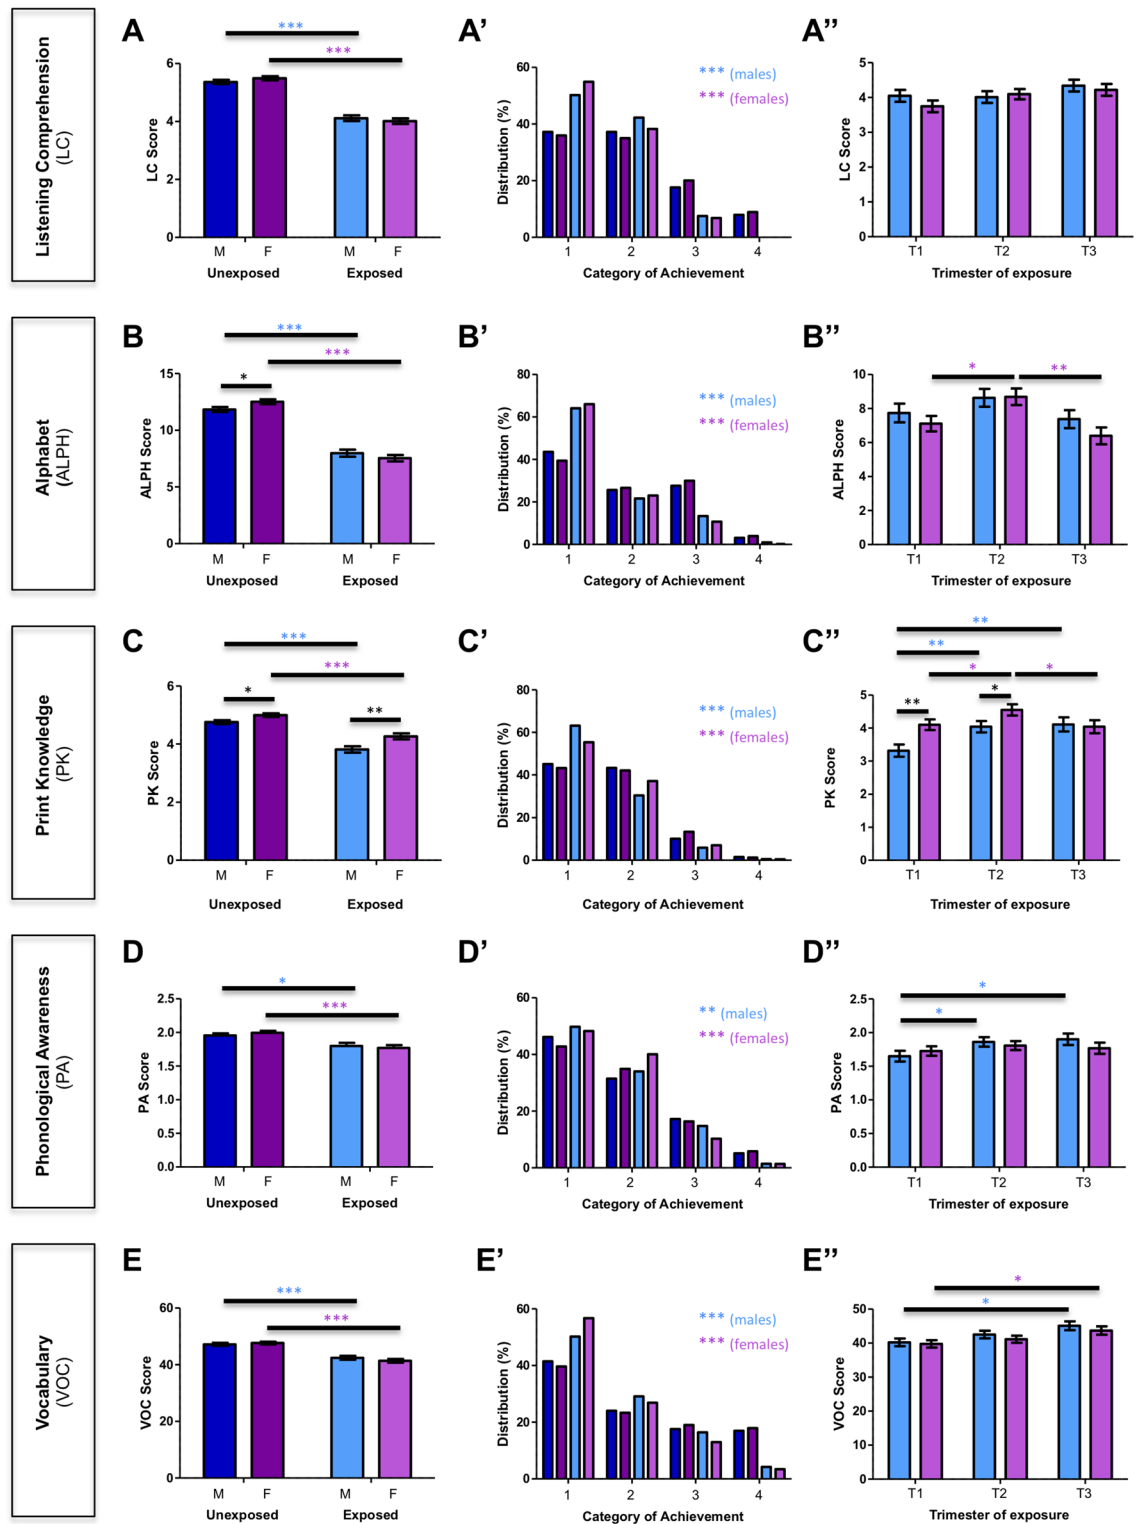 Listening Comprehension
(LC)
A
***
***
LC Score
6
4
2
0
M F M F
Unexposed Exposed
A’
*** (males)
*** (females)
Distribution (%)
60
40
20
0
1 2 3 4
Category of Achievement
A’’
LC Score
5
4
3
2
1
0
T1 T2 T3
Trimester of exposure
Alphabet
(ALPH)
B
***
***
*
ALPH Score
15
10
5
0
M F M F
Unexposed Exposed
B’
*** (males)
*** (females)
Distribution (%)
80
60
40
20
0
1 2 3 4
Category of Achievement
B’’
* **
ALPH Score
10
8
6
4
2
0
T1 T2 T3
Trimester of exposure
Print Knowledge
(PK)
C
***
***
* **
PK Score
6
4
2
0
M F M F
Unexposed Exposed
C’
*** (males)
*** (females)
Distribution (%)
80
60
40
20
0
1 2 3 4
Category of Achievement
C’’
**
**
* *
** *
PK Score
5
4
3
2
1
0
T1 T2 T3
Trimester of exposure
Phonological Awareness
(PA)
D
*
***
PA Score
2.5
2.0
1.5
1.0
0.5
0.0
M F M F
Unexposed Exposed
D’
** (males)
*** (females)
Distribution (%)
60
40
20
0
1 2 3 4
Category of Achievement
D’’
*
*
PA Score
2.5
2.0
1.5
1.0
0.5
0.0
T1 T2 T3
Trimester of exposure
Vocabulary
(VOC)
E
***
***
VOC Score
60
40
20
0
M F M F
Unexposed Exposed
E’
*** (males)
*** (females)
Distribution (%)
60
40
20
0
1 2 3 4
Category of Achievement
E’’
*
*
VOC Score
50
40
30
20
10
0
T1 T2 T3
Trimester of exposure